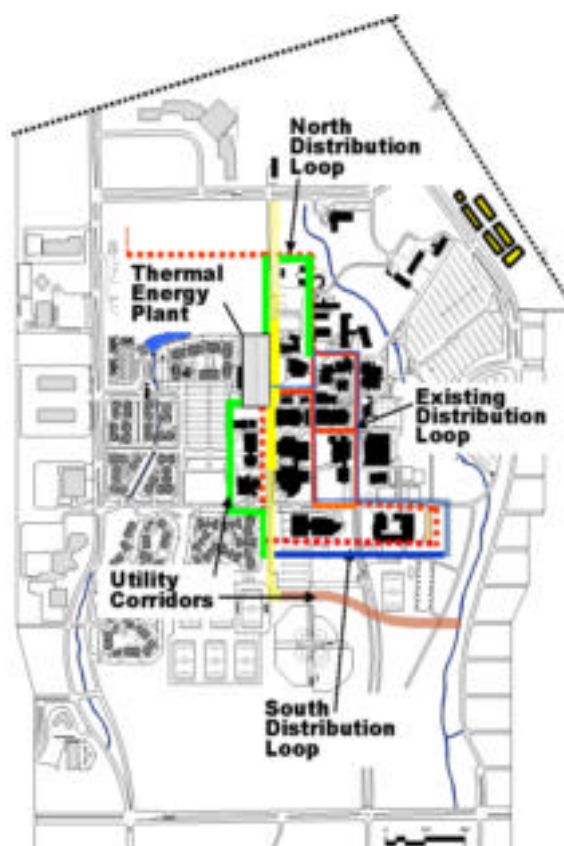 North
Distribution
Loop
Thermal
Energy
Plant
Existing
Distribution
Loop
Utility
Corridors
South
Distribution
Loop